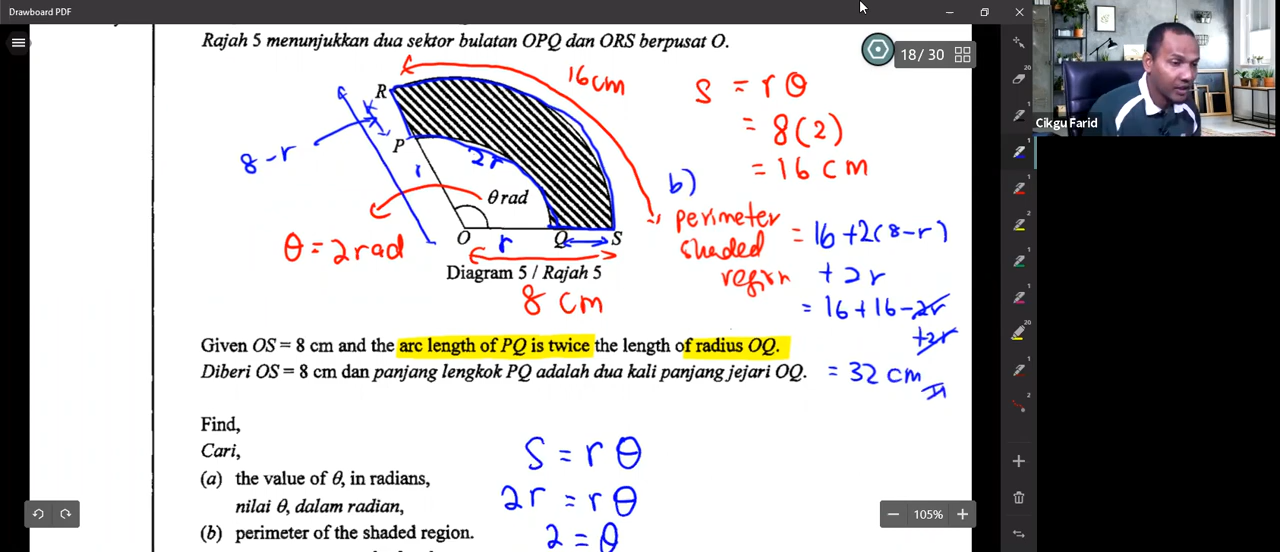 Drawboard PDF
Rajah 5 menunjukkan dua sektor bulatan OPQ dan ORS berpusat O.
18 / 30
Cikgu Farid
16cm
R
P
8 - r
r
2r
θ rad
θ = 2 rad
O
r
Q
S
Diagram 5 / Rajah 5
8 cm
S = r θ
= 8(2)
= 16 cm
b)
perimeter
shaded
region
= 16 + 2(8-r)
+ 2r
= 16 + 16 - 2r
+2r
= 32 cm
Given OS = 8 cm and the arc length of PQ is twice the length of radius OQ.
Diberi OS = 8 cm dan panjang lengkok PQ adalah dua kali panjang jejari OQ.
Find,
Cari,
(a) the value of θ, in radians,
nilai θ, dalam radian,
(b) perimeter of the shaded region.
S = r θ
2r = r θ
2 = θ
105%